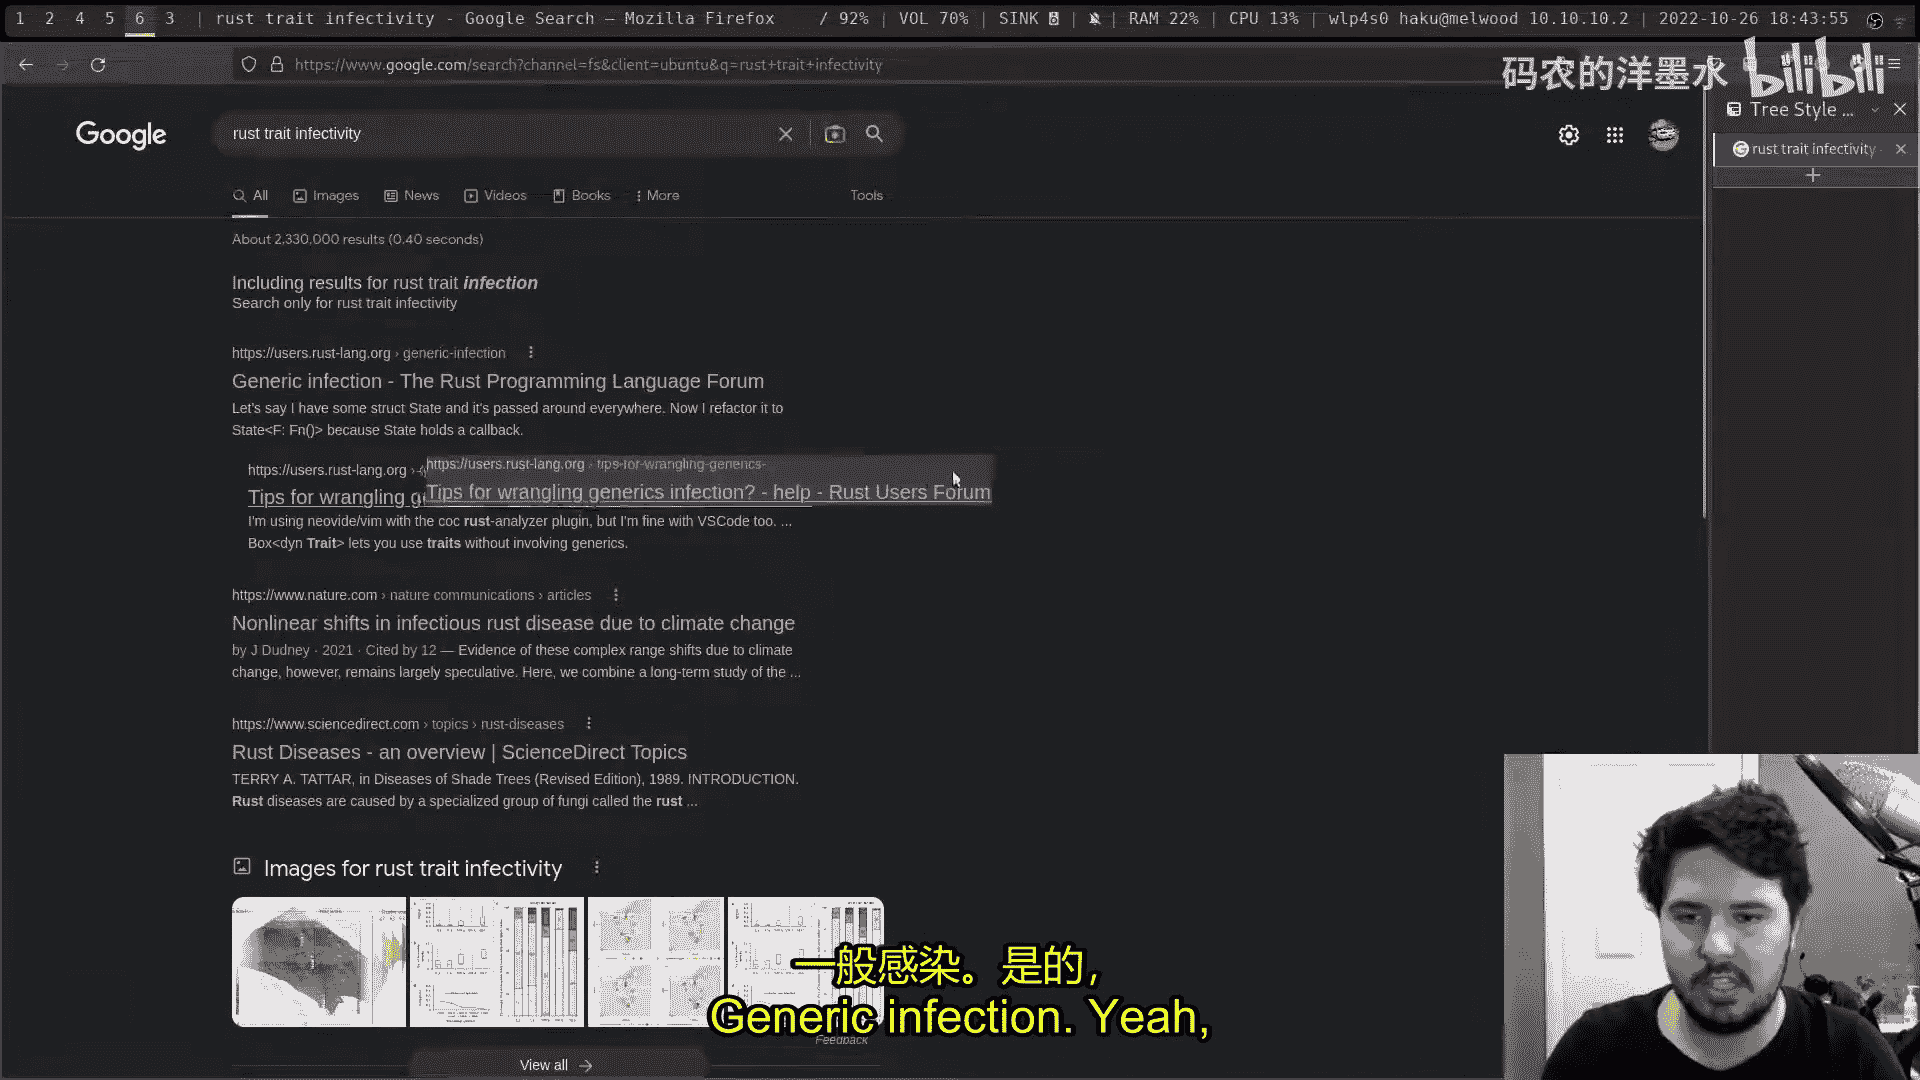 1 2 4 5 6 3 | rust trait infectivity - Google Search — Mozilla Firefox / 92% | VOL 70% | SINK | | RAM 22% | CPU 13% | wlp4s0 haku@melwood 10.10.10.2 | 2022-10-26 18:43:55
https://www.google.com/search?channel=fs&client=ubuntu&q=rust+trait+infectivity
码农的洋墨水 bilibili
Tree Style ...
Google
rust trait infectivity
rust trait infectivity
All Images News Videos Books More Tools
About 2,330,000 results (0.40 seconds)
Including results for rust trait infection
Search only for rust trait infectivity
https://users.rust-lang.org › generic-infection
Generic infection - The Rust Programming Language Forum
Let's say I have some struct State and it's passed around everywhere. Now I refactor it to
State<F: Fn()> because State holds a callback.
https://users.rust-lang.org ›
https://users.rust-lang.org › tips-for-wrangling-generics-
Tips for wrangling
Tips for wrangling generics infection? - help - Rust Users Forum
I'm using neovide/vim with the coc rust-analyzer plugin, but I'm fine with VSCode too. ...
Box<dyn Trait> lets you use traits without involving generics.
https://www.nature.com › nature communications › articles
Nonlinear shifts in infectious rust disease due to climate change
by J Dudney · 2021 · Cited by 12 — Evidence of these complex range shifts due to climate
change, however, remains largely speculative. Here, we combine a long-term study of the ...
https://www.sciencedirect.com › topics › rust-diseases
Rust Diseases - an overview | ScienceDirect Topics
TERRY A. TATTAR, in Diseases of Shade Trees (Revised Edition), 1989. INTRODUCTION.
Rust diseases are caused by a specialized group of fungi called the rust ...
Images for rust trait infectivity
一般感染。是的，
Generic infection. Yeah,
Feedback
View all